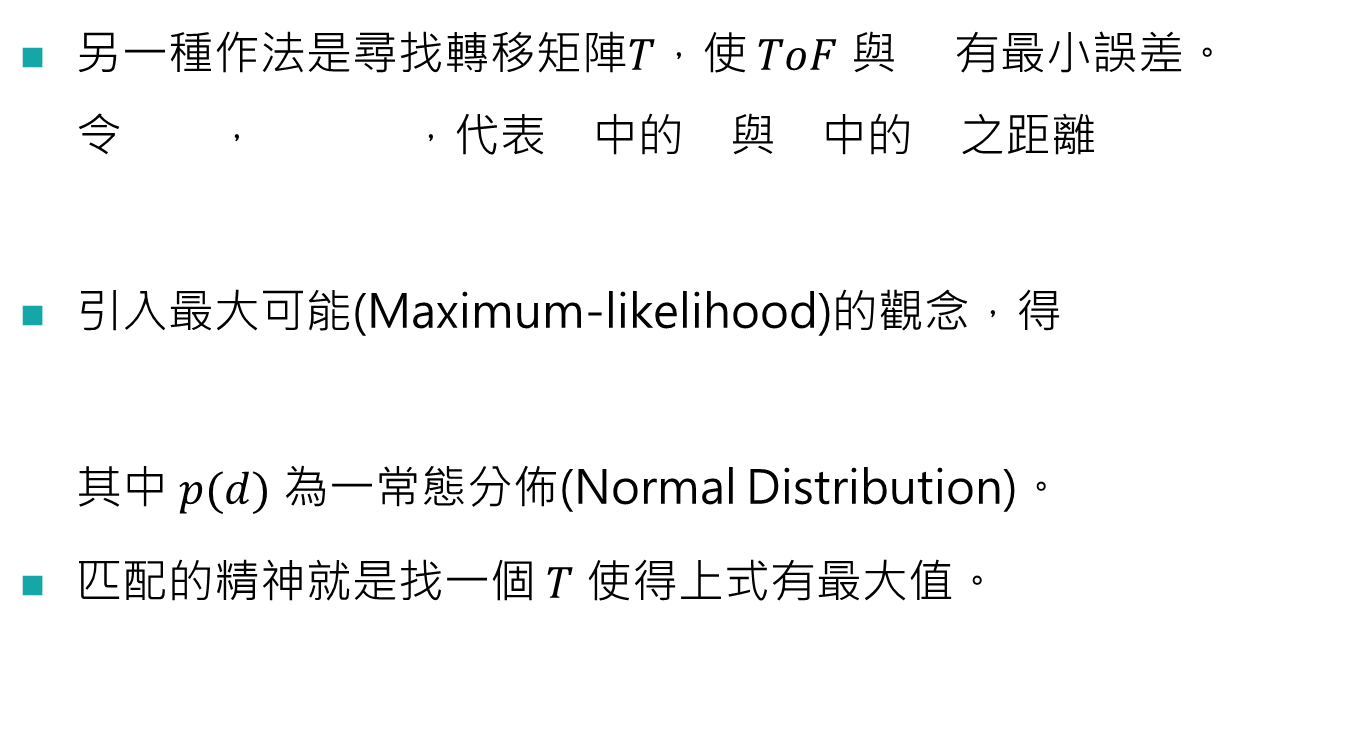 另一種作法是尋找轉移矩陣T，使 ToF 與 有最小誤差。
令 ， ，代表 中的 與 中的 之距離
引入最大可能(Maximum-likelihood)的觀念，得
其中 p(d) 為一常態分佈(Normal Distribution)。
匹配的精神就是找一個 T 使得上式有最大值。